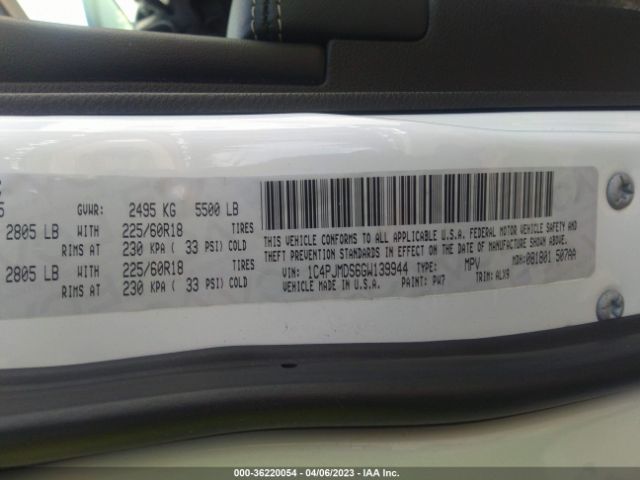 GVWR: 2495 KG 5500 LB
2805 LB WITH 225/60R18 TIRES
RIMS AT 230 KPA ( 33 PSI) COLD
2805 LB WITH 225/60R18 TIRES
RIMS AT 230 KPA ( 33 PSI) COLD
THIS VEHICLE CONFORMS TO ALL APPLICABLE U.S.A. FEDERAL MOTOR VEHICLE SAFETY AND
THEFT PREVENTION STANDARDS IN EFFECT ON THE DATE OF MANUFACTURE SHOWN ABOVE.
VIN: 1C4PJMDS6GW139944 TYPE: MPV MDH: 081801 507AA
VEHICLE MADE IN U.S.A. PAINT: PW7 TRIM: ALX9
000-36220054 - 04/06/2023 - IAA Inc.